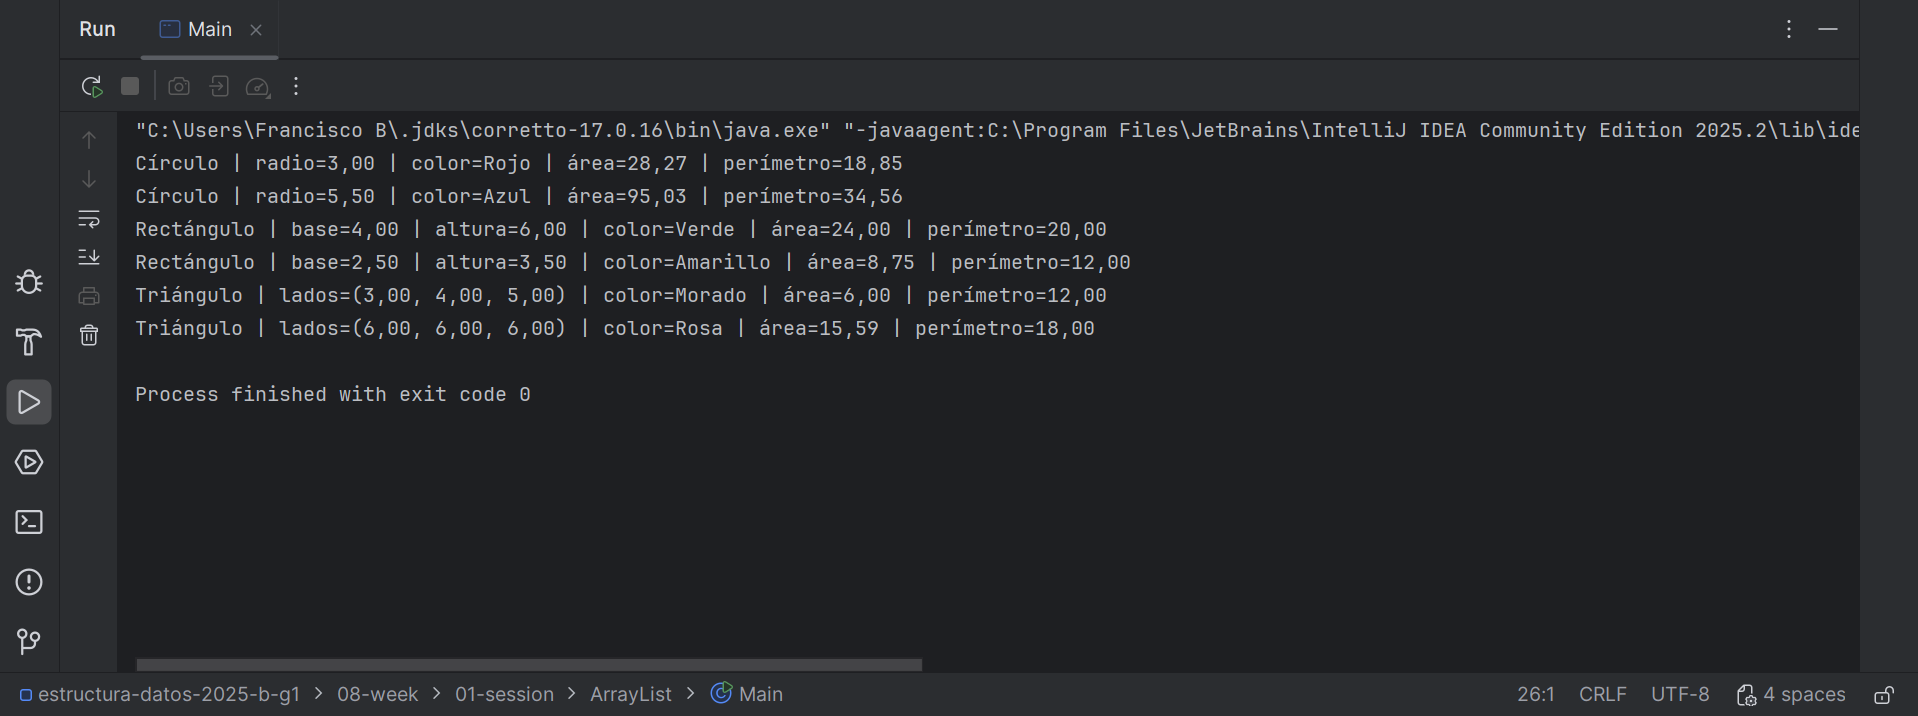 Run Main
"C:\Users\Francisco B\.jdks\corretto-17.0.16\bin\java.exe" "-javaagent:C:\Program Files\JetBrains\IntelliJ IDEA Community Edition 2025.2\lib\ide
Círculo | radio=3,00 | color=Rojo | área=28,27 | perímetro=18,85
Círculo | radio=5,50 | color=Azul | área=95,03 | perímetro=34,56
Rectángulo | base=4,00 | altura=6,00 | color=Verde | área=24,00 | perímetro=20,00
Rectángulo | base=2,50 | altura=3,50 | color=Amarillo | área=8,75 | perímetro=12,00
Triángulo | lados=(3,00, 4,00, 5,00) | color=Morado | área=6,00 | perímetro=12,00
Triángulo | lados=(6,00, 6,00, 6,00) | color=Rosa | área=15,59 | perímetro=18,00
Process finished with exit code 0
estructura-datos-2025-b-g1 > 08-week > 01-session > ArrayList > Main 26:1 CRLF UTF-8 4 spaces